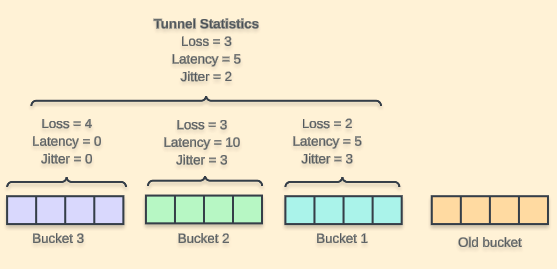 Tunnel Statistics
Loss = 3
Latency = 5
Jitter = 2
Loss = 4
Latency = 0
Jitter = 0
Loss = 3
Latency = 10
Jitter = 3
Loss = 2
Latency = 5
Jitter = 3
Bucket 3
Bucket 2
Bucket 1
Old bucket